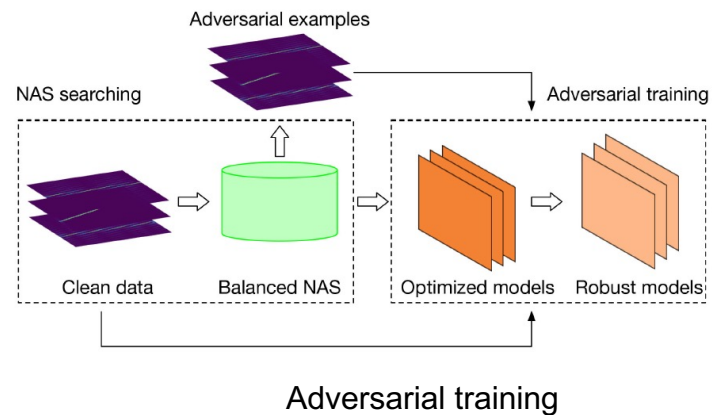 Adversarial examples
NAS searching
Adversarial training
Clean data
Balanced NAS
Optimized models
Robust models
Adversarial training